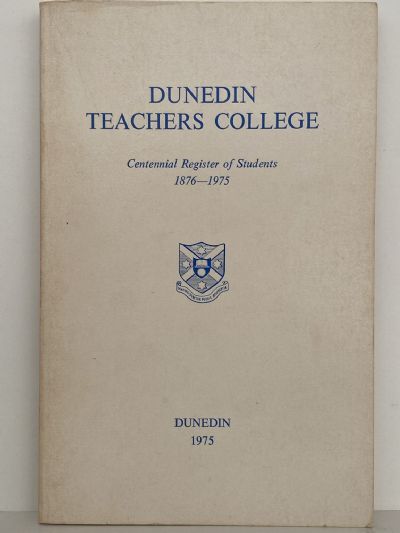 DUNEDIN
TEACHERS COLLEGE
Centennial Register of Students
1876—1975
DUNEDIN
1975